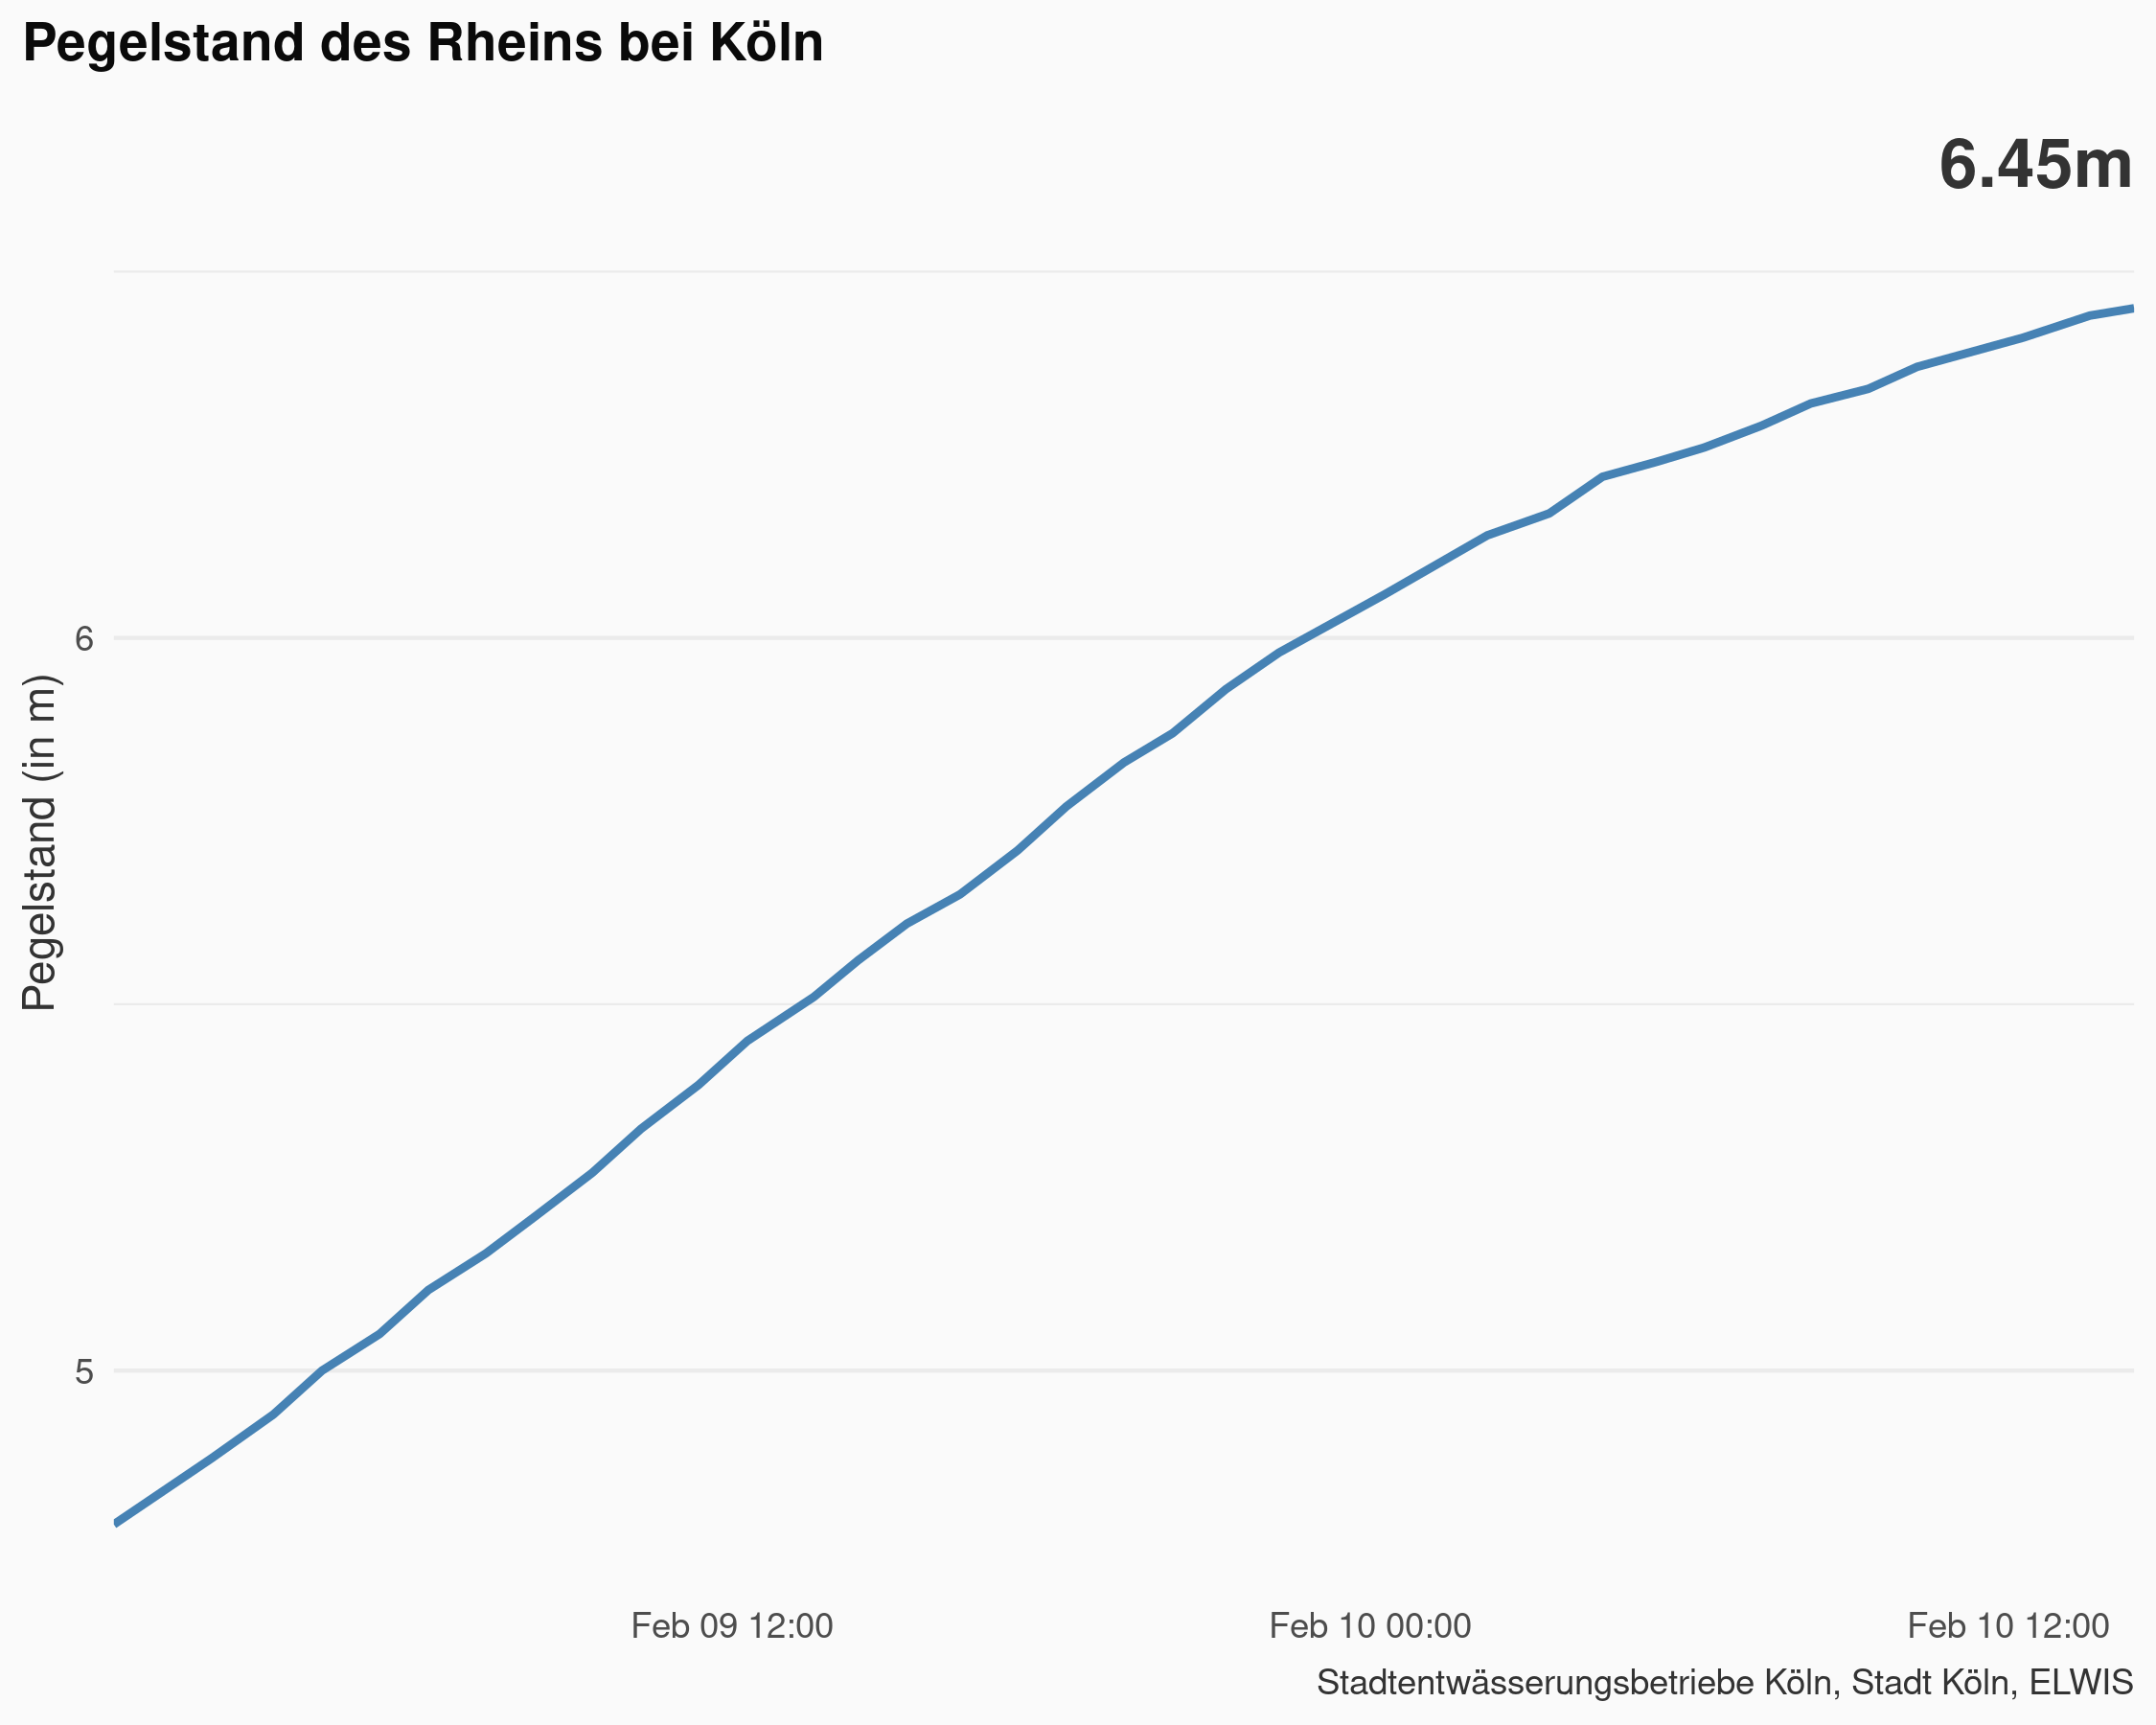 Pegelstand des Rheins bei Köln
6.45m
Pegelstand (in m)
6
5
Feb 09 12:00
Feb 10 00:00
Feb 10 12:00
Stadtentwässerungsbetriebe Köln, Stadt Köln, ELWIS